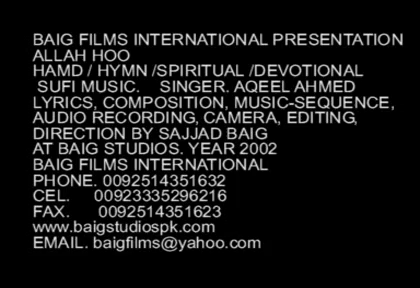 BAIG FILMS INTERNATIONAL PRESENTATION
ALLAH HOO
HAMD / HYMN /SPIRITUAL /DEVOTIONAL
SUFI MUSIC. SINGER. AQEEL AHMED
LYRICS, COMPOSITION, MUSIC-SEQUENCE,
AUDIO RECORDING, CAMERA, EDITING,
DIRECTION BY SAJJAD BAIG
AT BAIG STUDIOS. YEAR 2002
BAIG FILMS INTERNATIONAL
PHONE. 0092514351632
CEL. 00923335296216
FAX. 0092514351623
www.baigstudiospk.com
EMAIL. baigfilms@yahoo.com